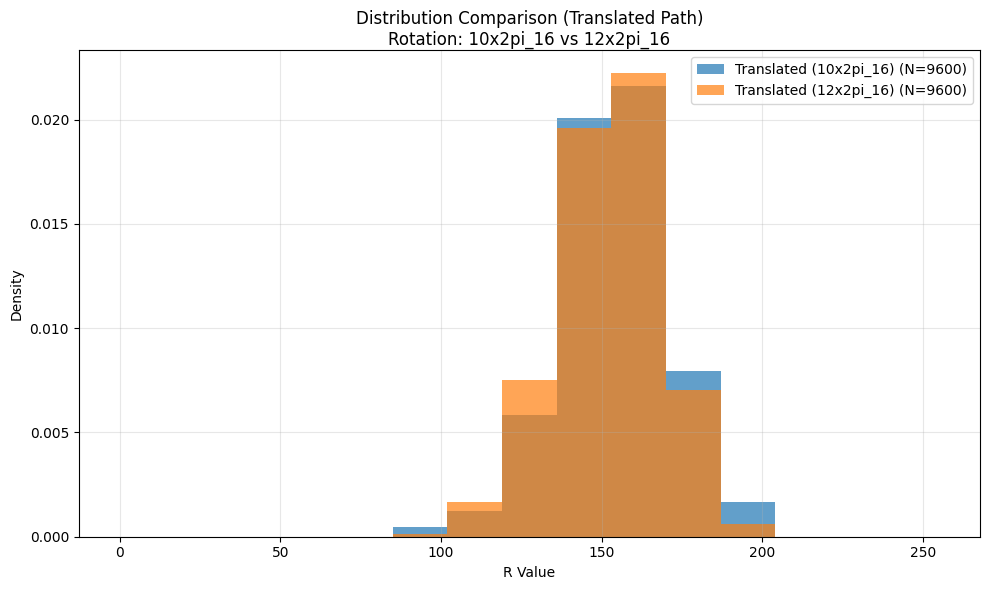 Distribution Comparison (Translated Path)
Rotation: 10x2pi_16 vs 12x2pi_16
Translated (10x2pi_16) (N=9600)
Translated (12x2pi_16) (N=9600)
Density
0.020
0.015
0.010
0.005
0.000
0 50 100 150 200 250
R Value